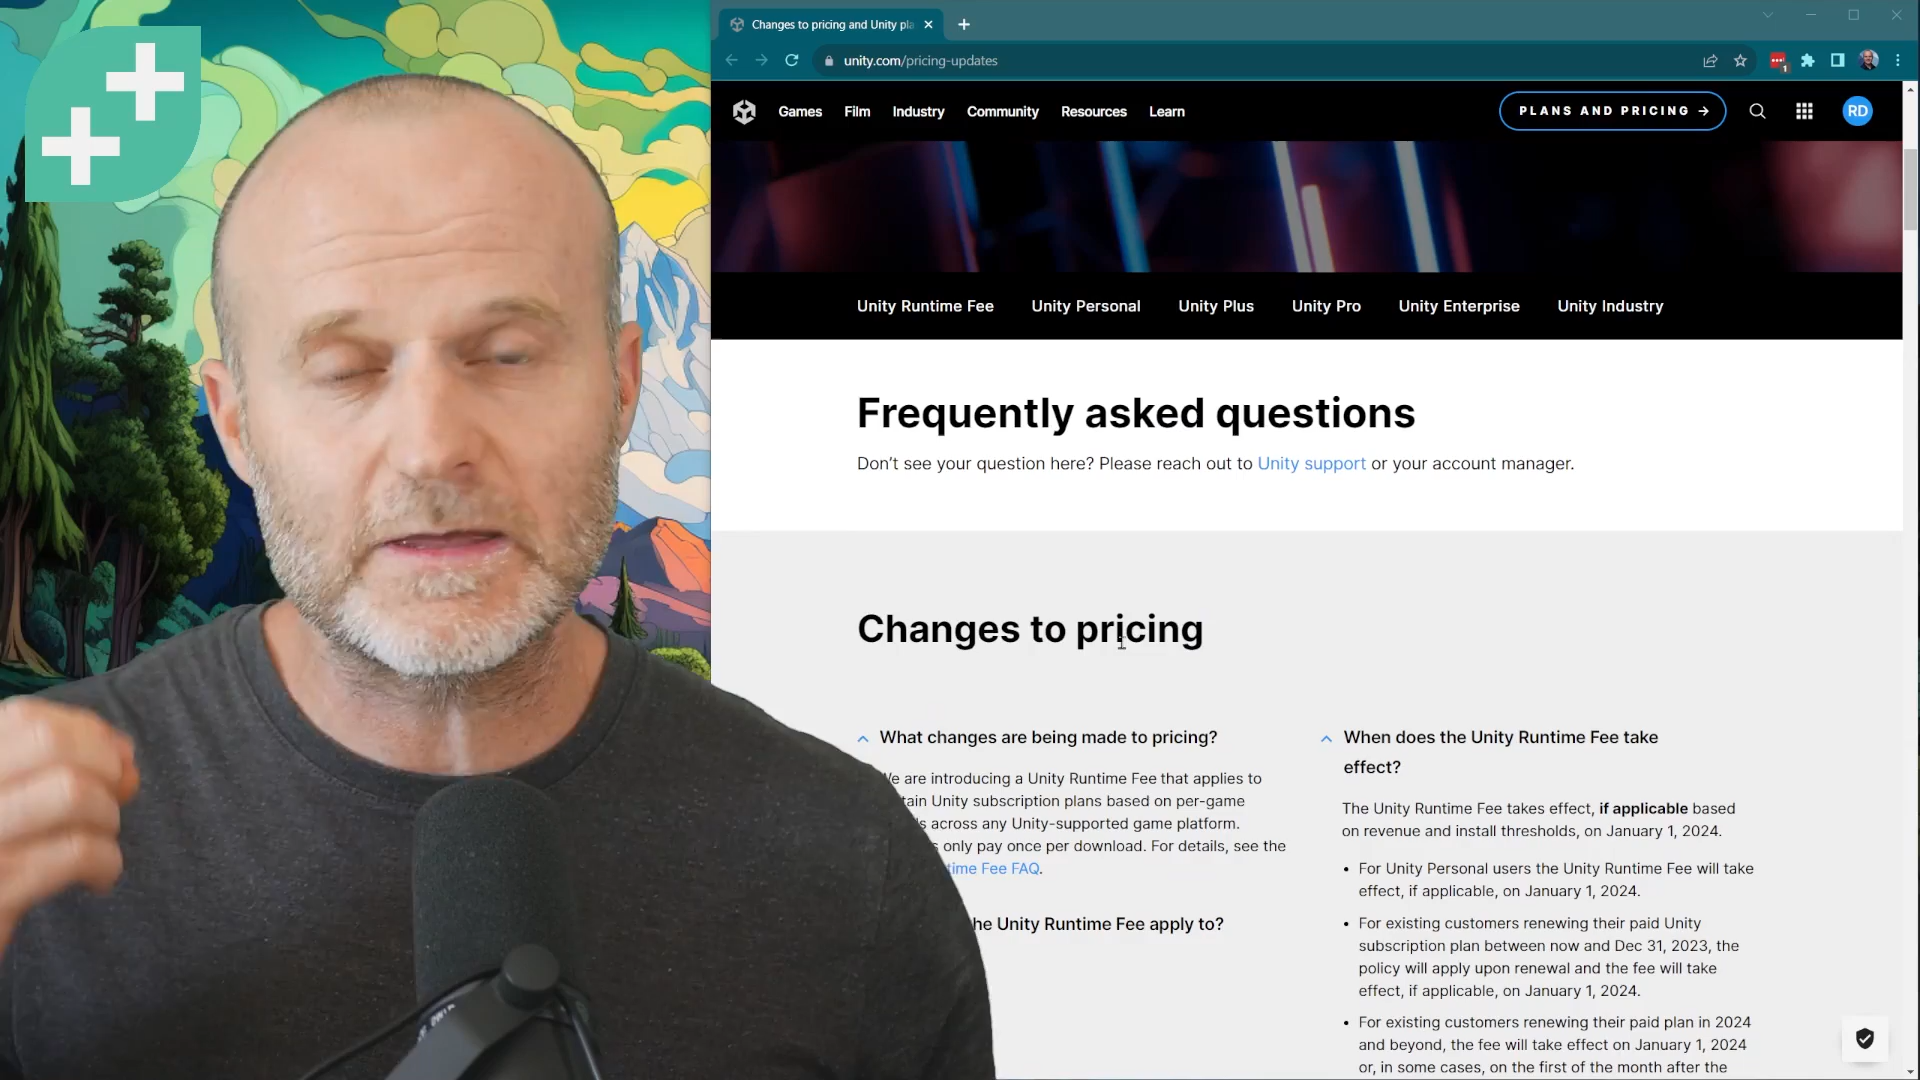 Changes to pricing and Unity pla
unity.com/pricing-updates
1
Games Film Industry Community Resources Learn
PLANS AND PRICING →
RD
Unity Runtime Fee Unity Personal Unity Plus Unity Pro Unity Enterprise Unity Industry
Frequently asked questions
Don’t see your question here? Please reach out to Unity support or your account manager.
Changes to pricing
What changes are being made to pricing?
are introducing a Unity Runtime Fee that applies to
Unity subscription plans based on per-game
across any Unity-supported game platform.
only pay once per download. For details, see the
Fee FAQ.
Unity Runtime Fee apply to?
When does the Unity Runtime Fee take
effect?
The Unity Runtime Fee takes effect, if applicable based
on revenue and install thresholds, on January 1, 2024.
• For Unity Personal users the Unity Runtime Fee will take
effect, if applicable, on January 1, 2024.
• For existing customers renewing their paid Unity
subscription plan between now and Dec 31, 2023, the
policy will apply upon renewal and the fee will take
effect, if applicable, on January 1, 2024.
• For existing customers renewing their paid plan in 2024
and beyond, the fee will take effect on January 1, 2024
or, in some cases, on the first of the month after the